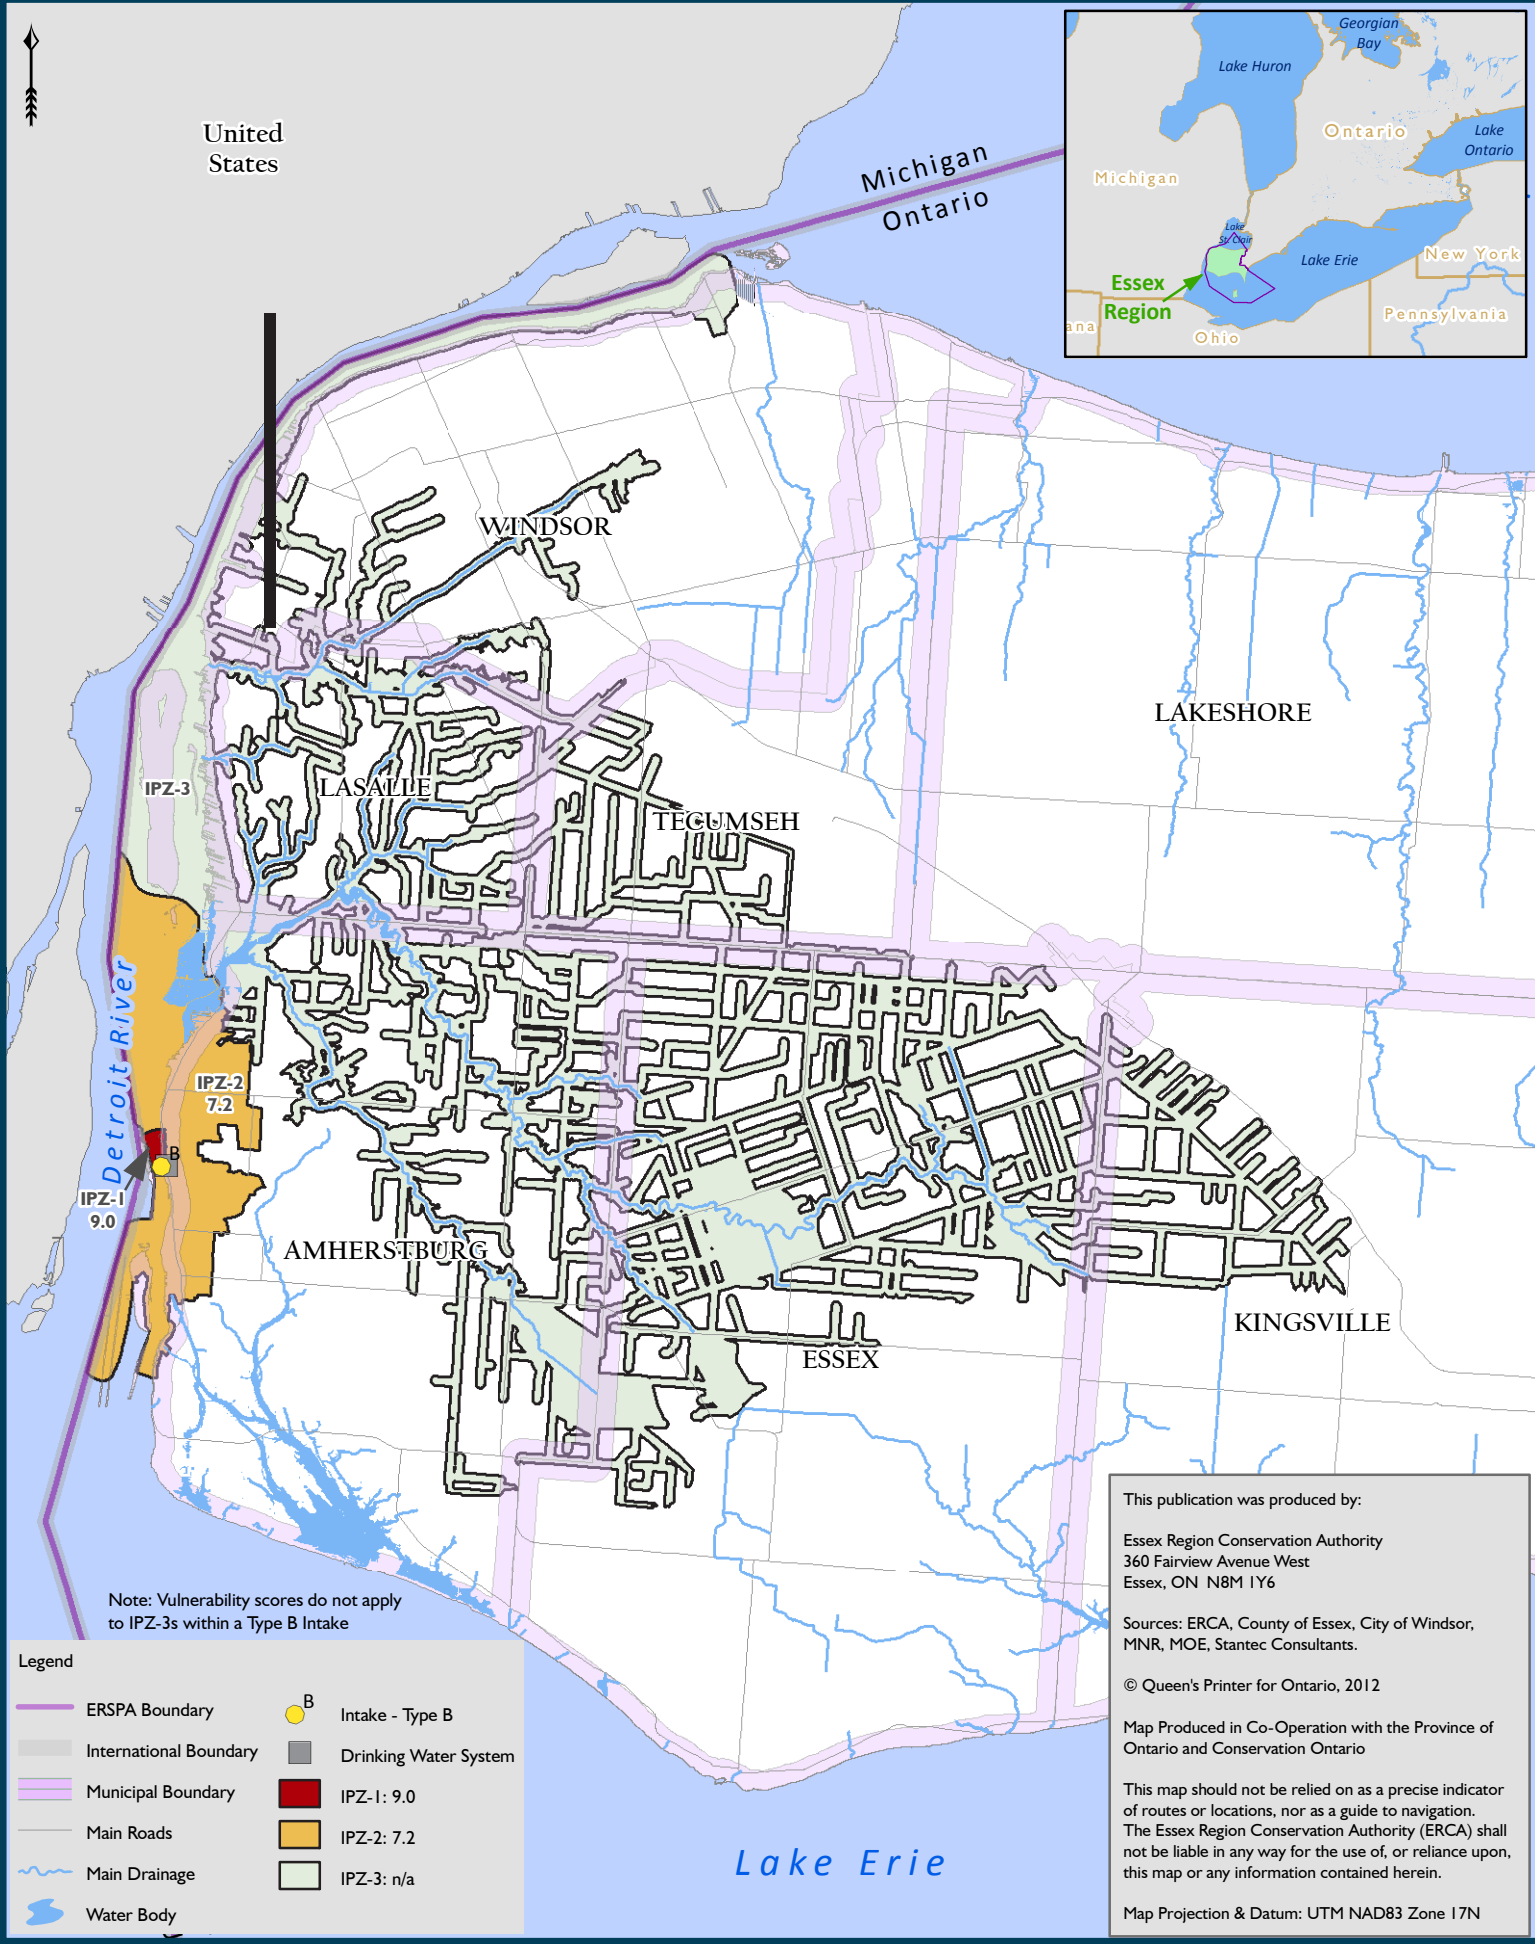 United
States
Michigan
Ontario
Georgian
Bay
Lake Huron
Ontario
Lake
Ontario
Michigan
Lake
St. Clair
Lake Erie
New York
Essex
Region
Pennsylvania
ana
Ohio
WINDSOR
LAKESHORE
IPZ-3
LASALLE
TECUMSEH
Detroit River
IPZ-2
7.2
B
IPZ-1
9.0
AMHERSTBURG
KINGSVILLE
ESSEX
Note: Vulnerability scores do not apply
to IPZ-3s within a Type B Intake
Legend
ERSPA Boundary
International Boundary
Municipal Boundary
Main Roads
Main Drainage
Water Body
B
Intake - Type B
Drinking Water System
IPZ-1: 9.0
IPZ-2: 7.2
IPZ-3: n/a
Lake Erie
This publication was produced by:
Essex Region Conservation Authority
360 Fairview Avenue West
Essex, ON N8M 1Y6
Sources: ERCA, County of Essex, City of Windsor,
MNR, MOE, Stantec Consultants.
© Queen's Printer for Ontario, 2012
Map Produced in Co-Operation with the Province of
Ontario and Conservation Ontario
This map should not be relied on as a precise indicator
of routes or locations, nor as a guide to navigation.
The Essex Region Conservation Authority (ERCA) shall
not be liable in any way for the use of, or reliance upon,
this map or any information contained herein.
Map Projection & Datum: UTM NAD83 Zone 17N